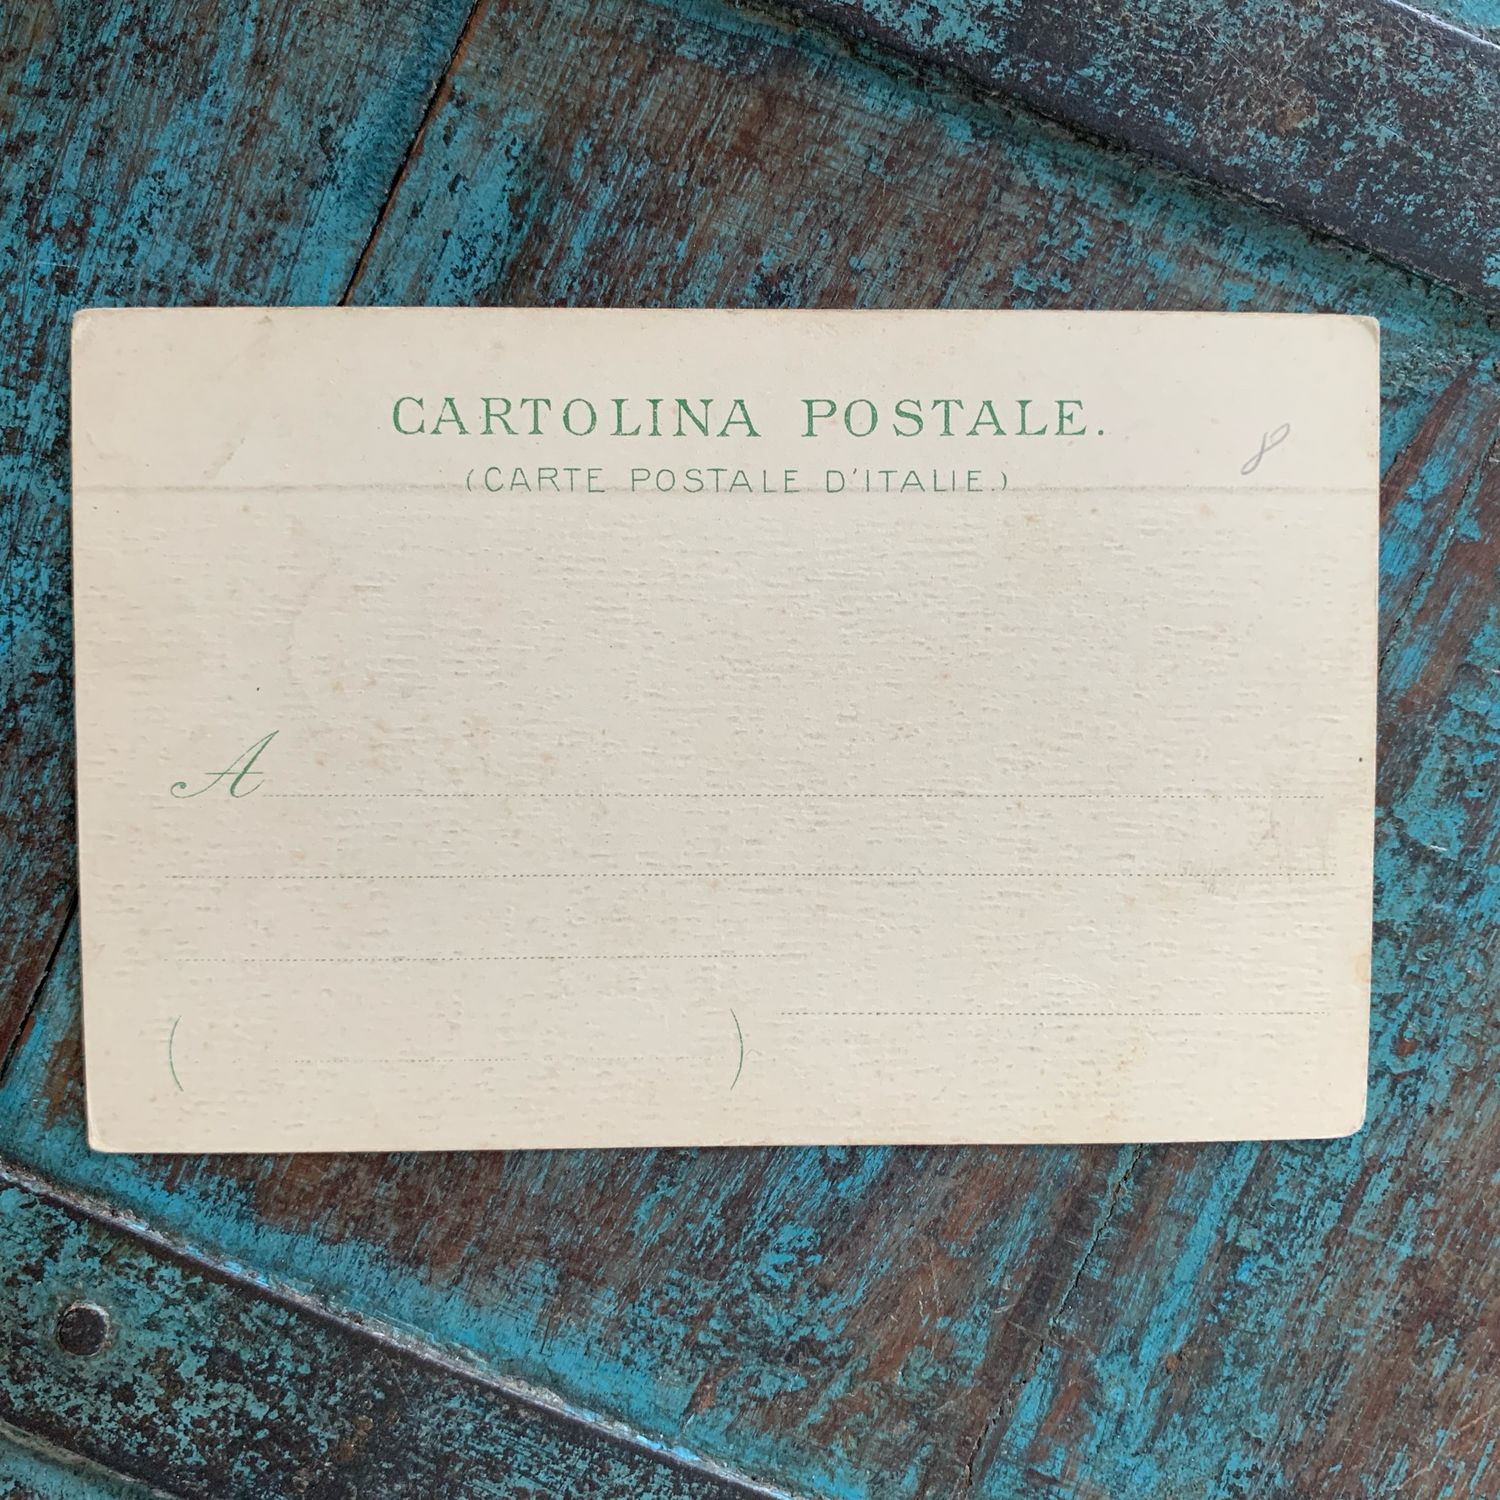 CARTOLINA POSTALE.
(CARTE POSTALE D'ITALIE.)
8
A
( )